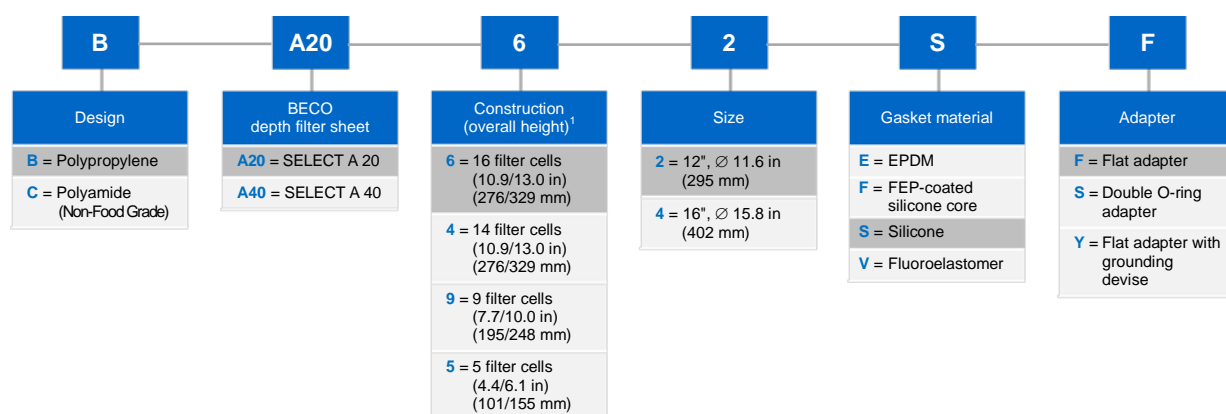 B A20 6 2 S F
Design
B = Polypropylene
C = Polyamide
(Non-Food Grade)
BECO
depth filter sheet
A20 = SELECT A 20
A40 = SELECT A 40
Construction
(overall height)1
6 = 16 filter cells
(10.9/13.0 in)
(276/329 mm)
4 = 14 filter cells
(10.9/13.0 in)
(276/329 mm)
9 = 9 filter cells
(7.7/10.0 in)
(195/248 mm)
5 = 5 filter cells
(4.4/6.1 in)
(101/155 mm)
Size
2 = 12", ∅ 11.6 in
(295 mm)
4 = 16", ∅ 15.8 in
(402 mm)
Gasket material
E = EPDM
F = FEP-coated
silicone core
S = Silicone
V = Fluoroelastomer
Adapter
F = Flat adapter
S = Double O-ring
adapter
Y = Flat adapter with
grounding
devise